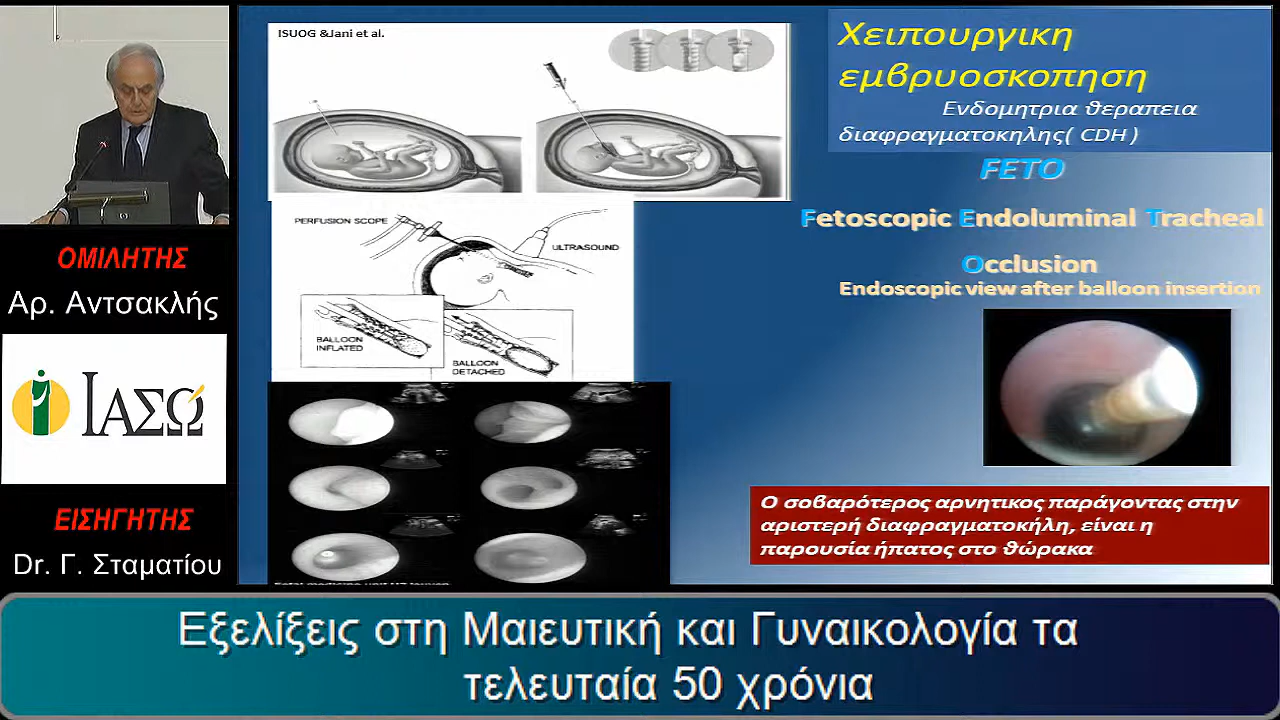 ΟΜΙΛΗΤΗΣ
Αρ. Αντσακλής
ΙΑΣΩ
ΕΙΣΗΓΗΤΗΣ
Dr. Γ. Σταματίου
ISUOG &Jani et al.
PERFUSION SCOPE
ULTRASOUND
BALLOON
INFLATED
BALLOON
DETACHED
Χειπουργικη
εμβρυοσκοπηση
Ενδομητρια θεραπεια
διαφραγματοκηλης( CDH )
FETO
Fetoscopic Endoluminal Tracheal
Occlusion
Endoscopic view after balloon insertion
Ο σοβαρότερος αρνητικος παράγοντας στην
αριστερή διαφραγματοκήλη, είναι η
παρουσία ήπατος στο θώρακα
Εξελίξεις στη Μαιευτική και Γυναικολογία τα
τελευταία 50 χρόνια